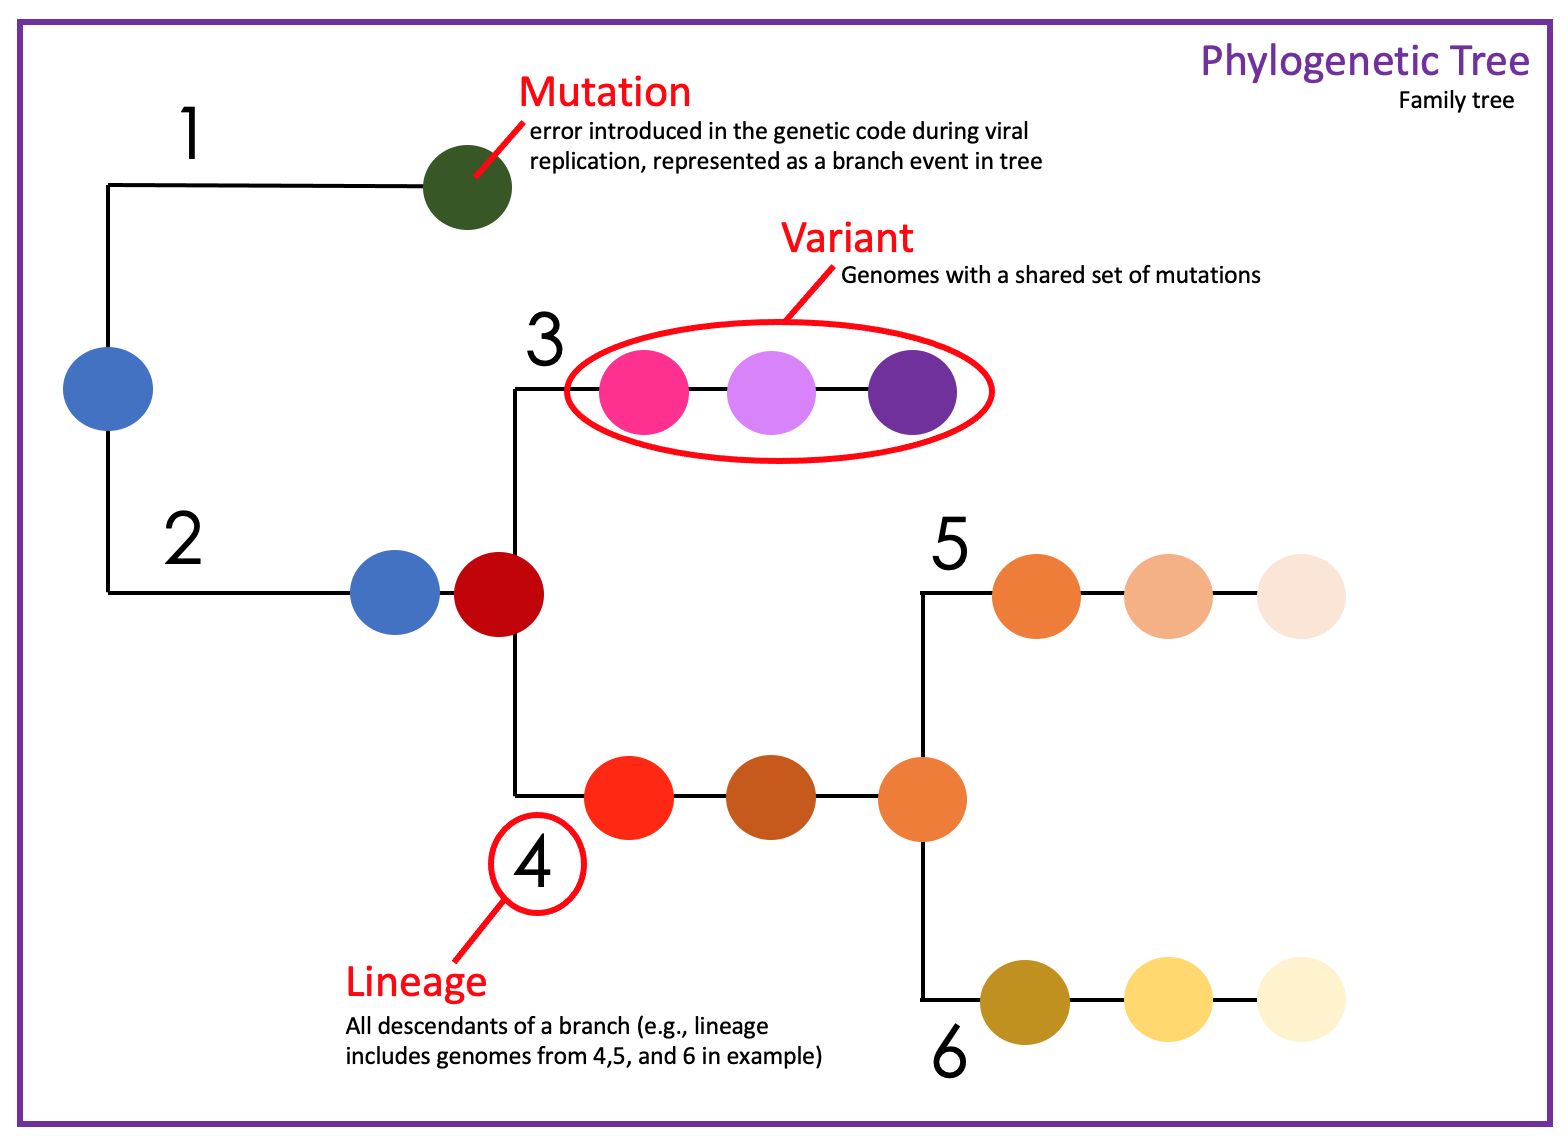 Phylogenetic Tree
Family tree
Mutation
error introduced in the genetic code during viral
replication, represented as a branch event in tree
1
Variant
Genomes with a shared set of mutations
3
2
5
4
Lineage
All descendants of a branch (e.g., lineage
includes genomes from 4,5, and 6 in example)
6